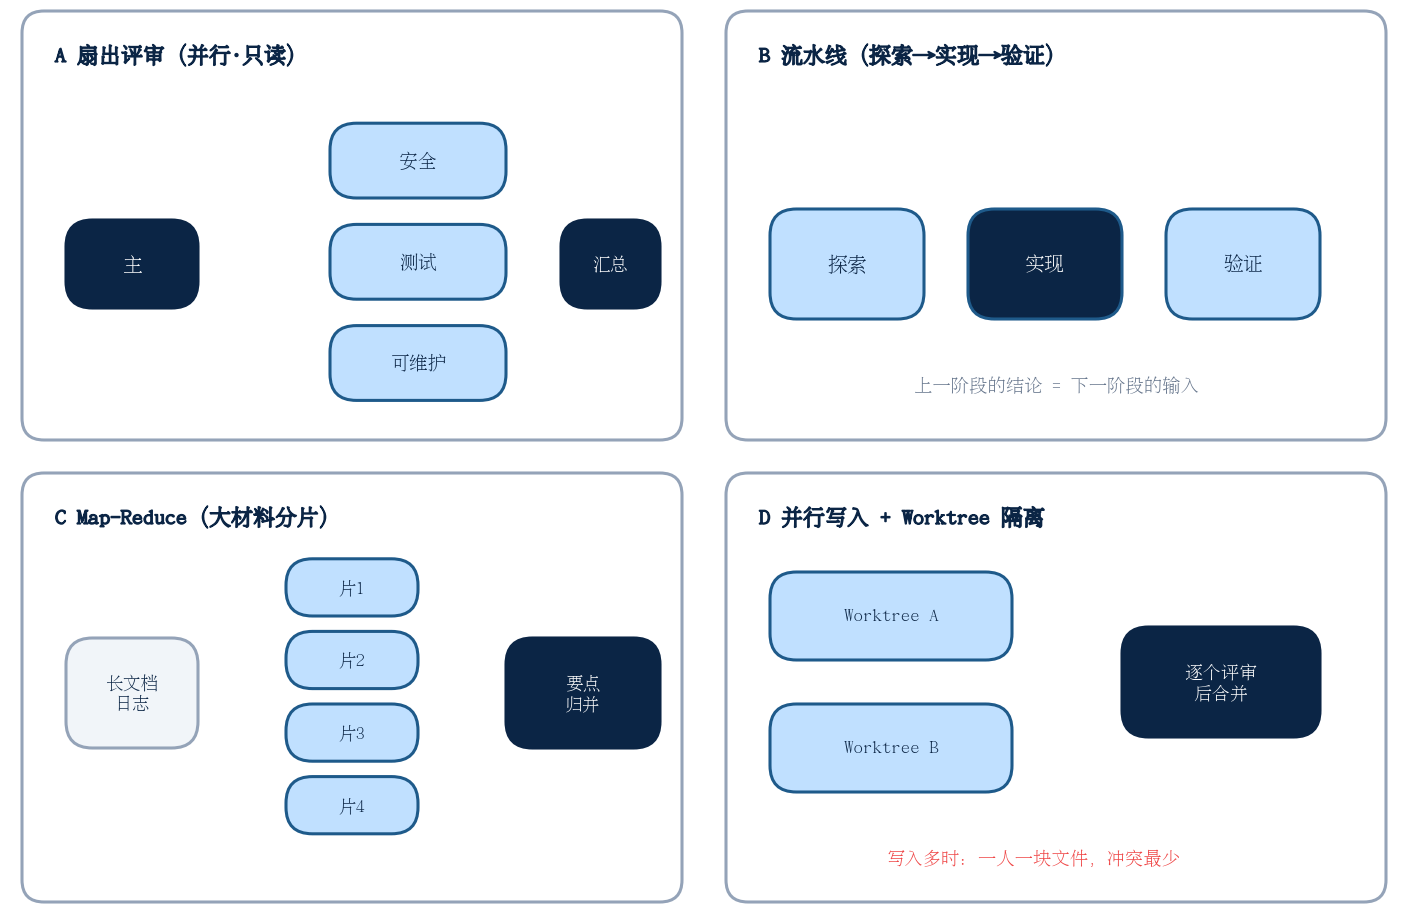 A 扇出评审（并行·只读）
安全
测试
可维护
主
汇总
B 流水线（探索→实现→验证）
探索
实现
验证
上一阶段的结论 = 下一阶段的输入
C Map-Reduce（大材料分片）
长文档
日志
片1
片2
片3
片4
要点
归并
D 并行写入 + Worktree 隔离
Worktree A
Worktree B
逐个评审
后合并
写入多时：一人一块文件，冲突最少